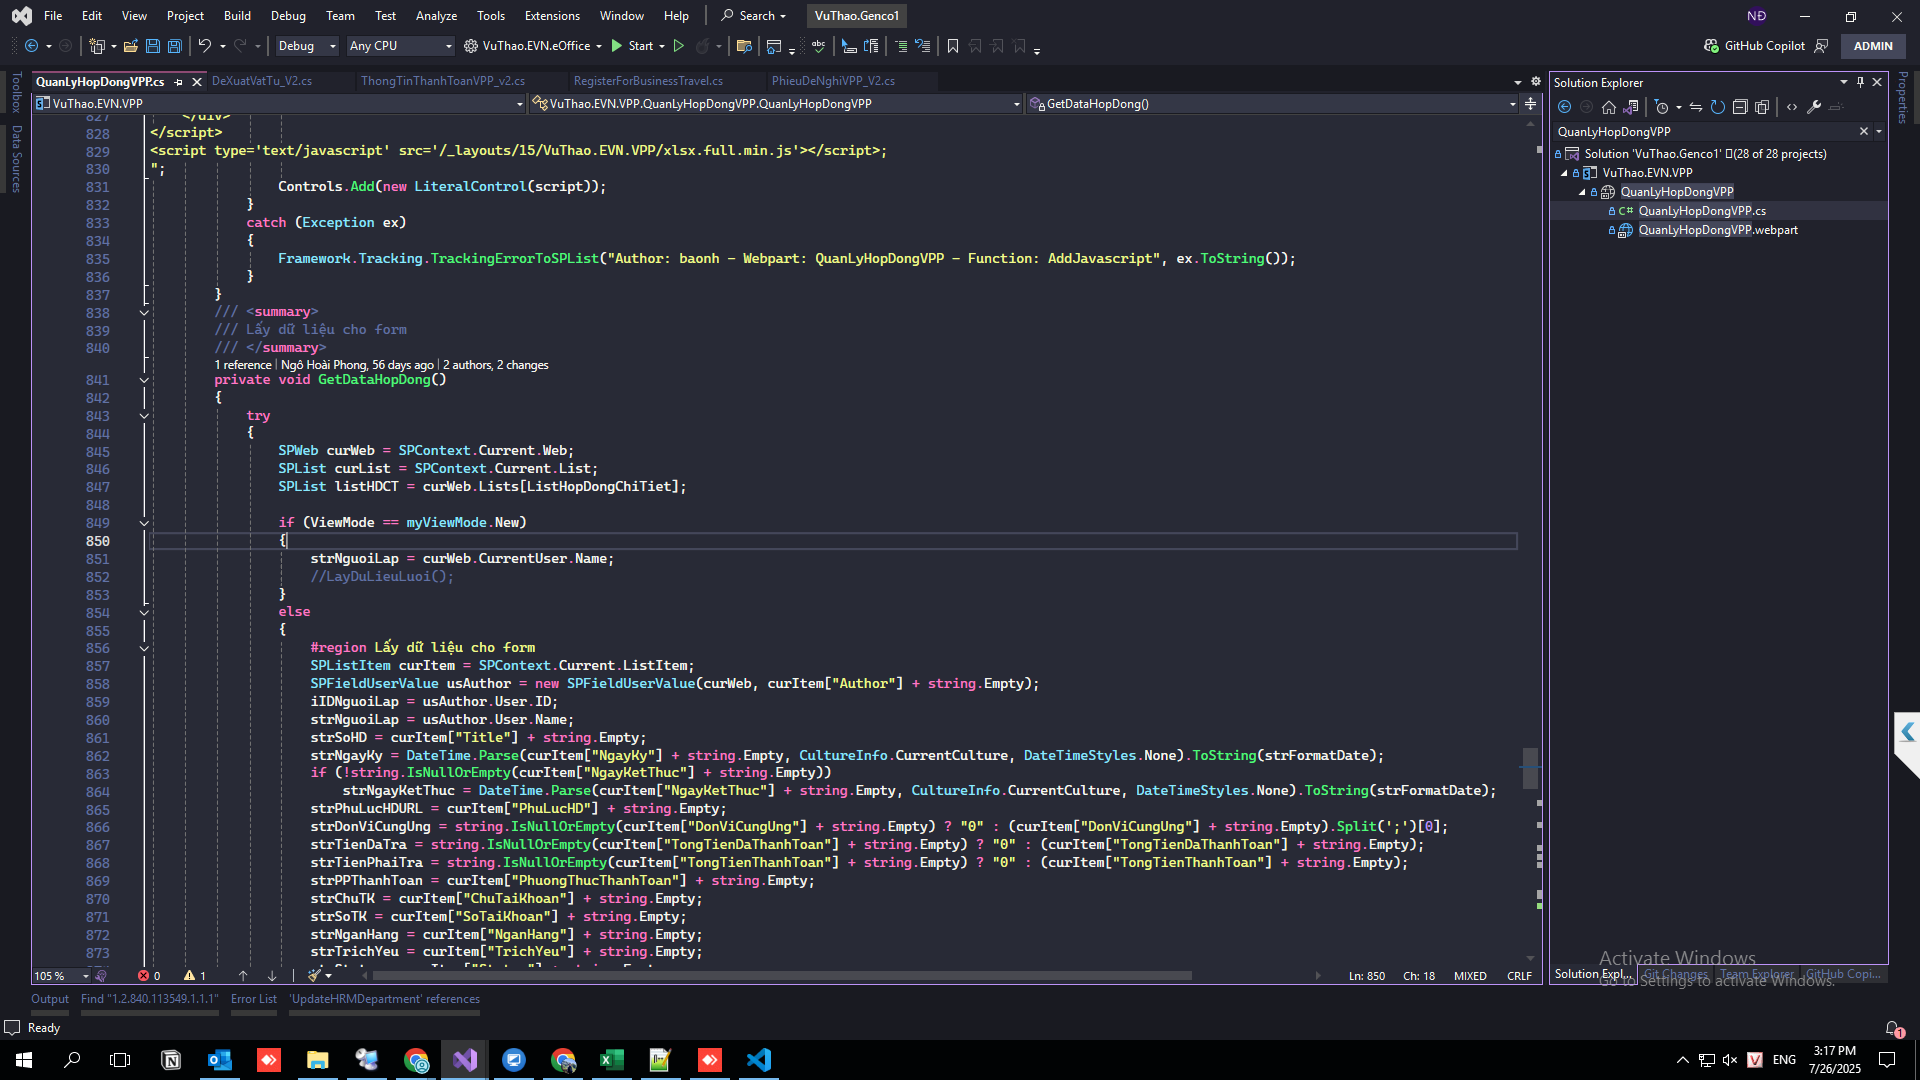 File Edit View Project Build Debug Team Test Analyze Tools Extensions Window Help Search VuThao.Genco1 NĐ
Debug Any CPU VuThao.EVN.eOffice Start GitHub Copilot ADMIN
QuanLyHopDongVPP.cs DeXuatVatTu_V2.cs ThongTinThanhToanVPP_v2.cs RegisterForBusinessTravel.cs PhieuDeNghiVPP_V2.cs
VuThao.EVN.VPP VuThao.EVN.VPP.QuanLyHopDongVPP.QuanLyHopDongVPP GetDataHopDong()
Toolbox
Data Sources
827 </div>
828 </script>
829 <script type='text/javascript' src='/_layouts/15/VuThao.EVN.VPP/xlsx.full.min.js'></script>;
830 ";
831 Controls.Add(new LiteralControl(script));
832 }
833 catch (Exception ex)
834 {
835 Framework.Tracking.TrackingErrorToSPList("Author: baonh - Webpart: QuanLyHopDongVPP - Function: AddJavascript", ex.ToString());
836 }
837 }
838 /// <summary>
839 /// Lấy dữ liệu cho form
840 /// </summary>
1 reference | Ngô Hoài Phong, 56 days ago | 2 authors, 2 changes
841 private void GetDataHopDong()
842 {
843 try
844 {
845 SPWeb curWeb = SPContext.Current.Web;
846 SPList curList = SPContext.Current.List;
847 SPList listHDCT = curWeb.Lists[ListHopDongChiTiet];
848
849 if (ViewMode == myViewMode.New)
850 {
851 strNguoiLap = curWeb.CurrentUser.Name;
852 //LayDuLieuLuoi();
853 }
854 else
855 {
856 #region Lấy dữ liệu cho form
857 SPListItem curItem = SPContext.Current.ListItem;
858 SPFieldUserValue usAuthor = new SPFieldUserValue(curWeb, curItem["Author"] + string.Empty);
859 iIDNguoiLap = usAuthor.User.ID;
860 strNguoiLap = usAuthor.User.Name;
861 strSoHD = curItem["Title"] + string.Empty;
862 strNgayKy = DateTime.Parse(curItem["NgayKy"] + string.Empty, CultureInfo.CurrentCulture, DateTimeStyles.None).ToString(strFormatDate);
863 if (!string.IsNullOrEmpty(curItem["NgayKetThuc"] + string.Empty))
864 strNgayKetThuc = DateTime.Parse(curItem["NgayKetThuc"] + string.Empty, CultureInfo.CurrentCulture, DateTimeStyles.None).ToString(strFormatDate);
865 strPhuLucHDURL = curItem["PhuLucHD"] + string.Empty;
866 strDonViCungUng = string.IsNullOrEmpty(curItem["DonViCungUng"] + string.Empty) ? "0" : (curItem["DonViCungUng"] + string.Empty).Split(';')[0];
867 strTienDaTra = string.IsNullOrEmpty(curItem["TongTienDaThanhToan"] + string.Empty) ? "0" : (curItem["TongTienDaThanhToan"] + string.Empty);
868 strTienPhaiTra = string.IsNullOrEmpty(curItem["TongTienThanhToan"] + string.Empty) ? "0" : (curItem["TongTienThanhToan"] + string.Empty);
869 strPPThanhToan = curItem["PhuongThucThanhToan"] + string.Empty;
870 strChuTK = curItem["ChuTaiKhoan"] + string.Empty;
871 strSoTK = curItem["SoTaiKhoan"] + string.Empty;
872 strNganHang = curItem["NganHang"] + string.Empty;
873 strTrichYeu = curItem["TrichYeu"] + string.Empty;
105 % 0 1 Ln: 850 Ch: 18 MIXED CRLF
Solution Explorer
QuanLyHopDongVPP
Solution 'VuThao.Genco1' (28 of 28 projects)
VuThao.EVN.VPP
QuanLyHopDongVPP
C# QuanLyHopDongVPP.cs
QuanLyHopDongVPP.webpart
Properties
Activate Windows
Go to Settings to activate Windows.
Solution Expl... Git Changes Team Explorer GitHub Copi...
Output Find "1.2.840.113549.1.1.1" Error List 'UpdateHRMDepartment' references
Ready 1
V ENG 3:17 PM
7/26/2025